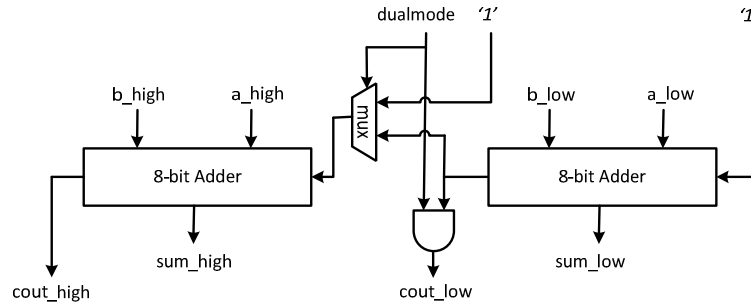 dualmode ‘1’ ‘1
b_high a_high b_low a_low
mux
8-bit Adder 8-bit Adder
sum_high sum_low
cout_high cout_low